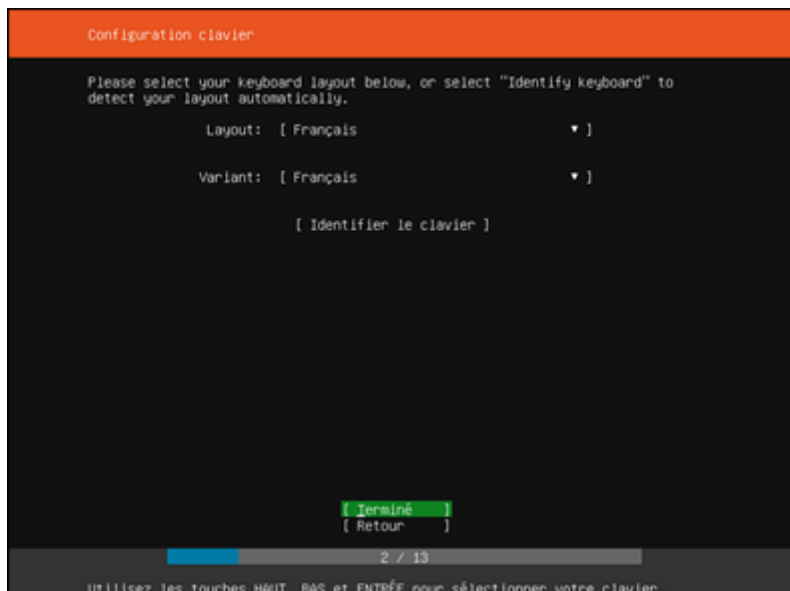 Configuration clavier
Please select your keyboard layout below, or select "Identify keyboard" to
detect your layout automatically.
Layout: [ Français ▾ ]
Variant: [ Français ▾ ]
[ Identifier le clavier ]
[ Terminé ]
[ Retour ]
2 / 13
Utilisez les touches HAUT, BAS et ENTRÉE pour sélectionner votre clavier